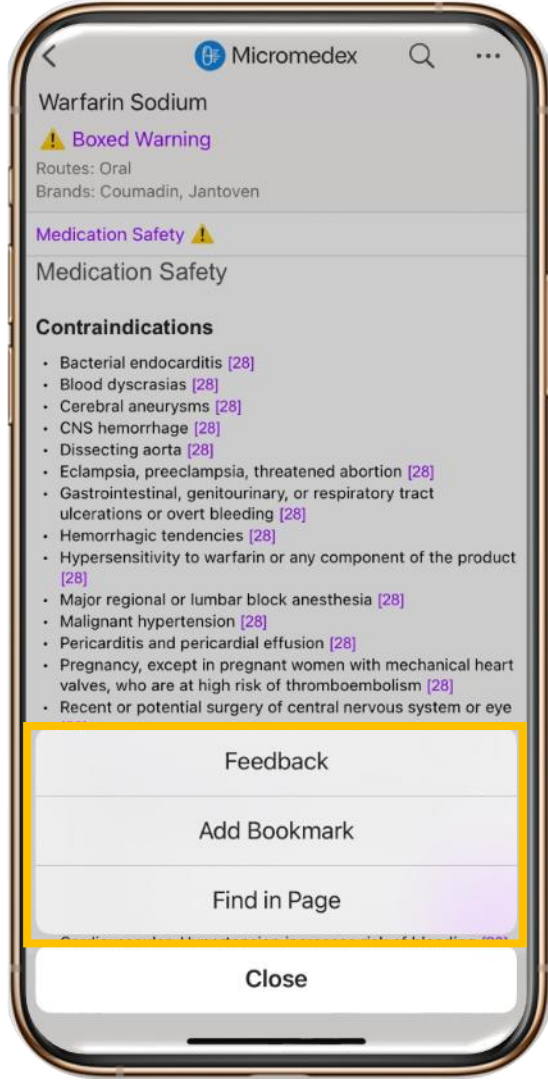 Micromedex
Warfarin Sodium
Boxed Warning
Routes: Oral
Brands: Coumadin, Jantoven
Medication Safety
Medication Safety
Contraindications
• Bacterial endocarditis [28]
• Blood dyscrasias [28]
• Cerebral aneurysms [28]
• CNS hemorrhage [28]
• Dissecting aorta [28]
• Eclampsia, preeclampsia, threatened abortion [28]
• Gastrointestinal, genitourinary, or respiratory tract
ulcerations or overt bleeding [28]
• Hemorrhagic tendencies [28]
• Hypersensitivity to warfarin or any component of the product
[28]
• Major regional or lumbar block anesthesia [28]
• Malignant hypertension [28]
• Pericarditis and pericardial effusion [28]
• Pregnancy, except in pregnant women with mechanical heart
valves, who are at high risk of thromboembolism [28]
• Recent or potential surgery of central nervous system or eye
Feedback
Add Bookmark
Find in Page
Close